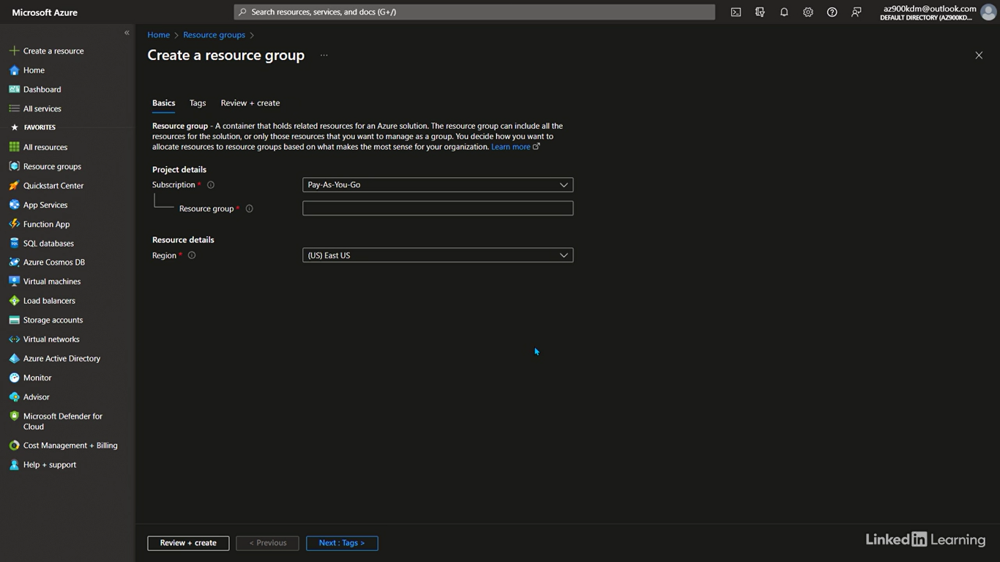 Microsoft Azure
Search resources, services, and docs (G+/)
az900kdm@outlook.com
DEFAULT DIRECTORY (AZ900KD...
«
Create a resource
Home
Dashboard
All services
FAVORITES
All resources
Resource groups
Quickstart Center
App Services
Function App
SQL databases
Azure Cosmos DB
Virtual machines
Load balancers
Storage accounts
Virtual networks
Azure Active Directory
Monitor
Advisor
Microsoft Defender for
Cloud
Cost Management + Billing
Help + support
Home > Resource groups >
Create a resource group ...
Basics Tags Review + create
Resource group - A container that holds related resources for an Azure solution. The resource group can include all the
resources for the solution, or only those resources that you want to manage as a group. You decide how you want to
allocate resources to resource groups based on what makes the most sense for your organization. Learn more
Project details
Subscription * Pay-As-You-Go
Resource group *
Resource details
Region * (US) East US
Review + create < Previous Next : Tags >
Linked in Learning